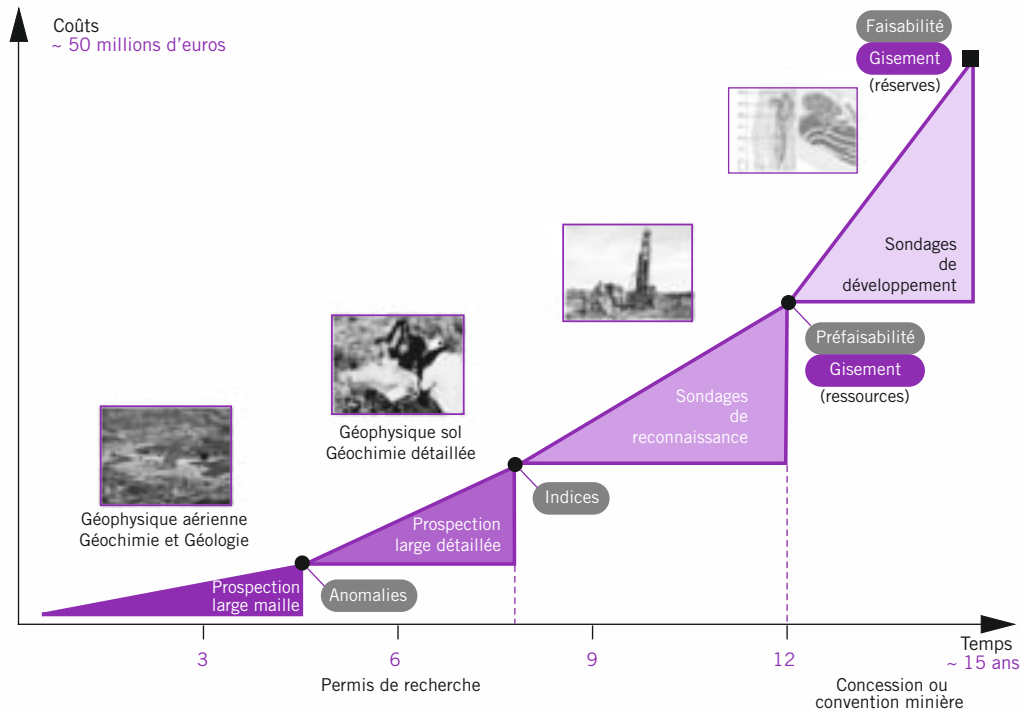 Coûts
~ 50 millions d'euros
Faisabilité
Gisement
(réserves)
Sondages
de
développement
Préfaisabilité
Gisement
(ressources)
Sondages
de
reconnaissance
Géophysique sol
Géochimie détaillée
Indices
Prospection
large détaillée
Géophysique aérienne
Géochimie et Géologie
Prospection
large maille
Anomalies
3
6
9
12
Temps
~ 15 ans
Permis de recherche
Concession ou
convention minière